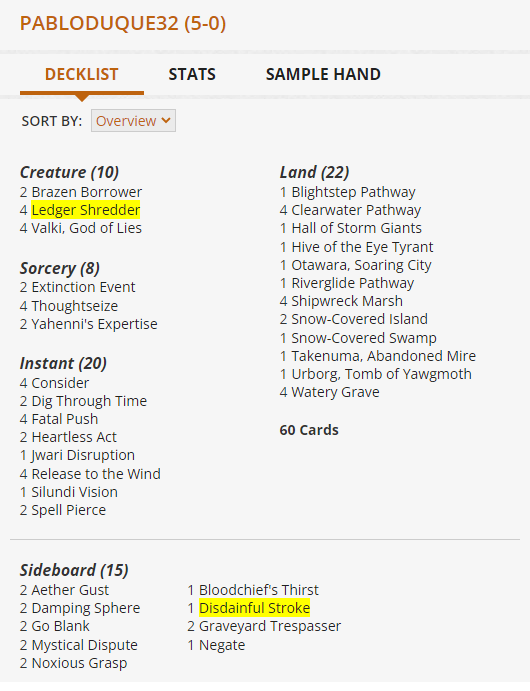 PABLODUQUE32 (5-0)
DECKLIST STATS SAMPLE HAND
SORT BY: Overview
Creature (10)
2 Brazen Borrower
4 Ledger Shredder
4 Valki, God of Lies
Sorcery (8)
2 Extinction Event
4 Thoughtseize
2 Yahenni's Expertise
Instant (20)
4 Consider
2 Dig Through Time
4 Fatal Push
2 Heartless Act
1 Jwari Disruption
4 Release to the Wind
1 Silundi Vision
2 Spell Pierce
Land (22)
1 Blightstep Pathway
4 Clearwater Pathway
1 Hall of Storm Giants
1 Hive of the Eye Tyrant
1 Otawara, Soaring City
1 Riverglide Pathway
4 Shipwreck Marsh
2 Snow-Covered Island
1 Snow-Covered Swamp
1 Takenuma, Abandoned Mire
1 Urborg, Tomb of Yawgmoth
4 Watery Grave
60 Cards
Sideboard (15)
2 Aether Gust
2 Damping Sphere
2 Go Blank
2 Mystical Dispute
2 Noxious Grasp
1 Bloodchief's Thirst
1 Disdainful Stroke
2 Graveyard Trespasser
1 Negate